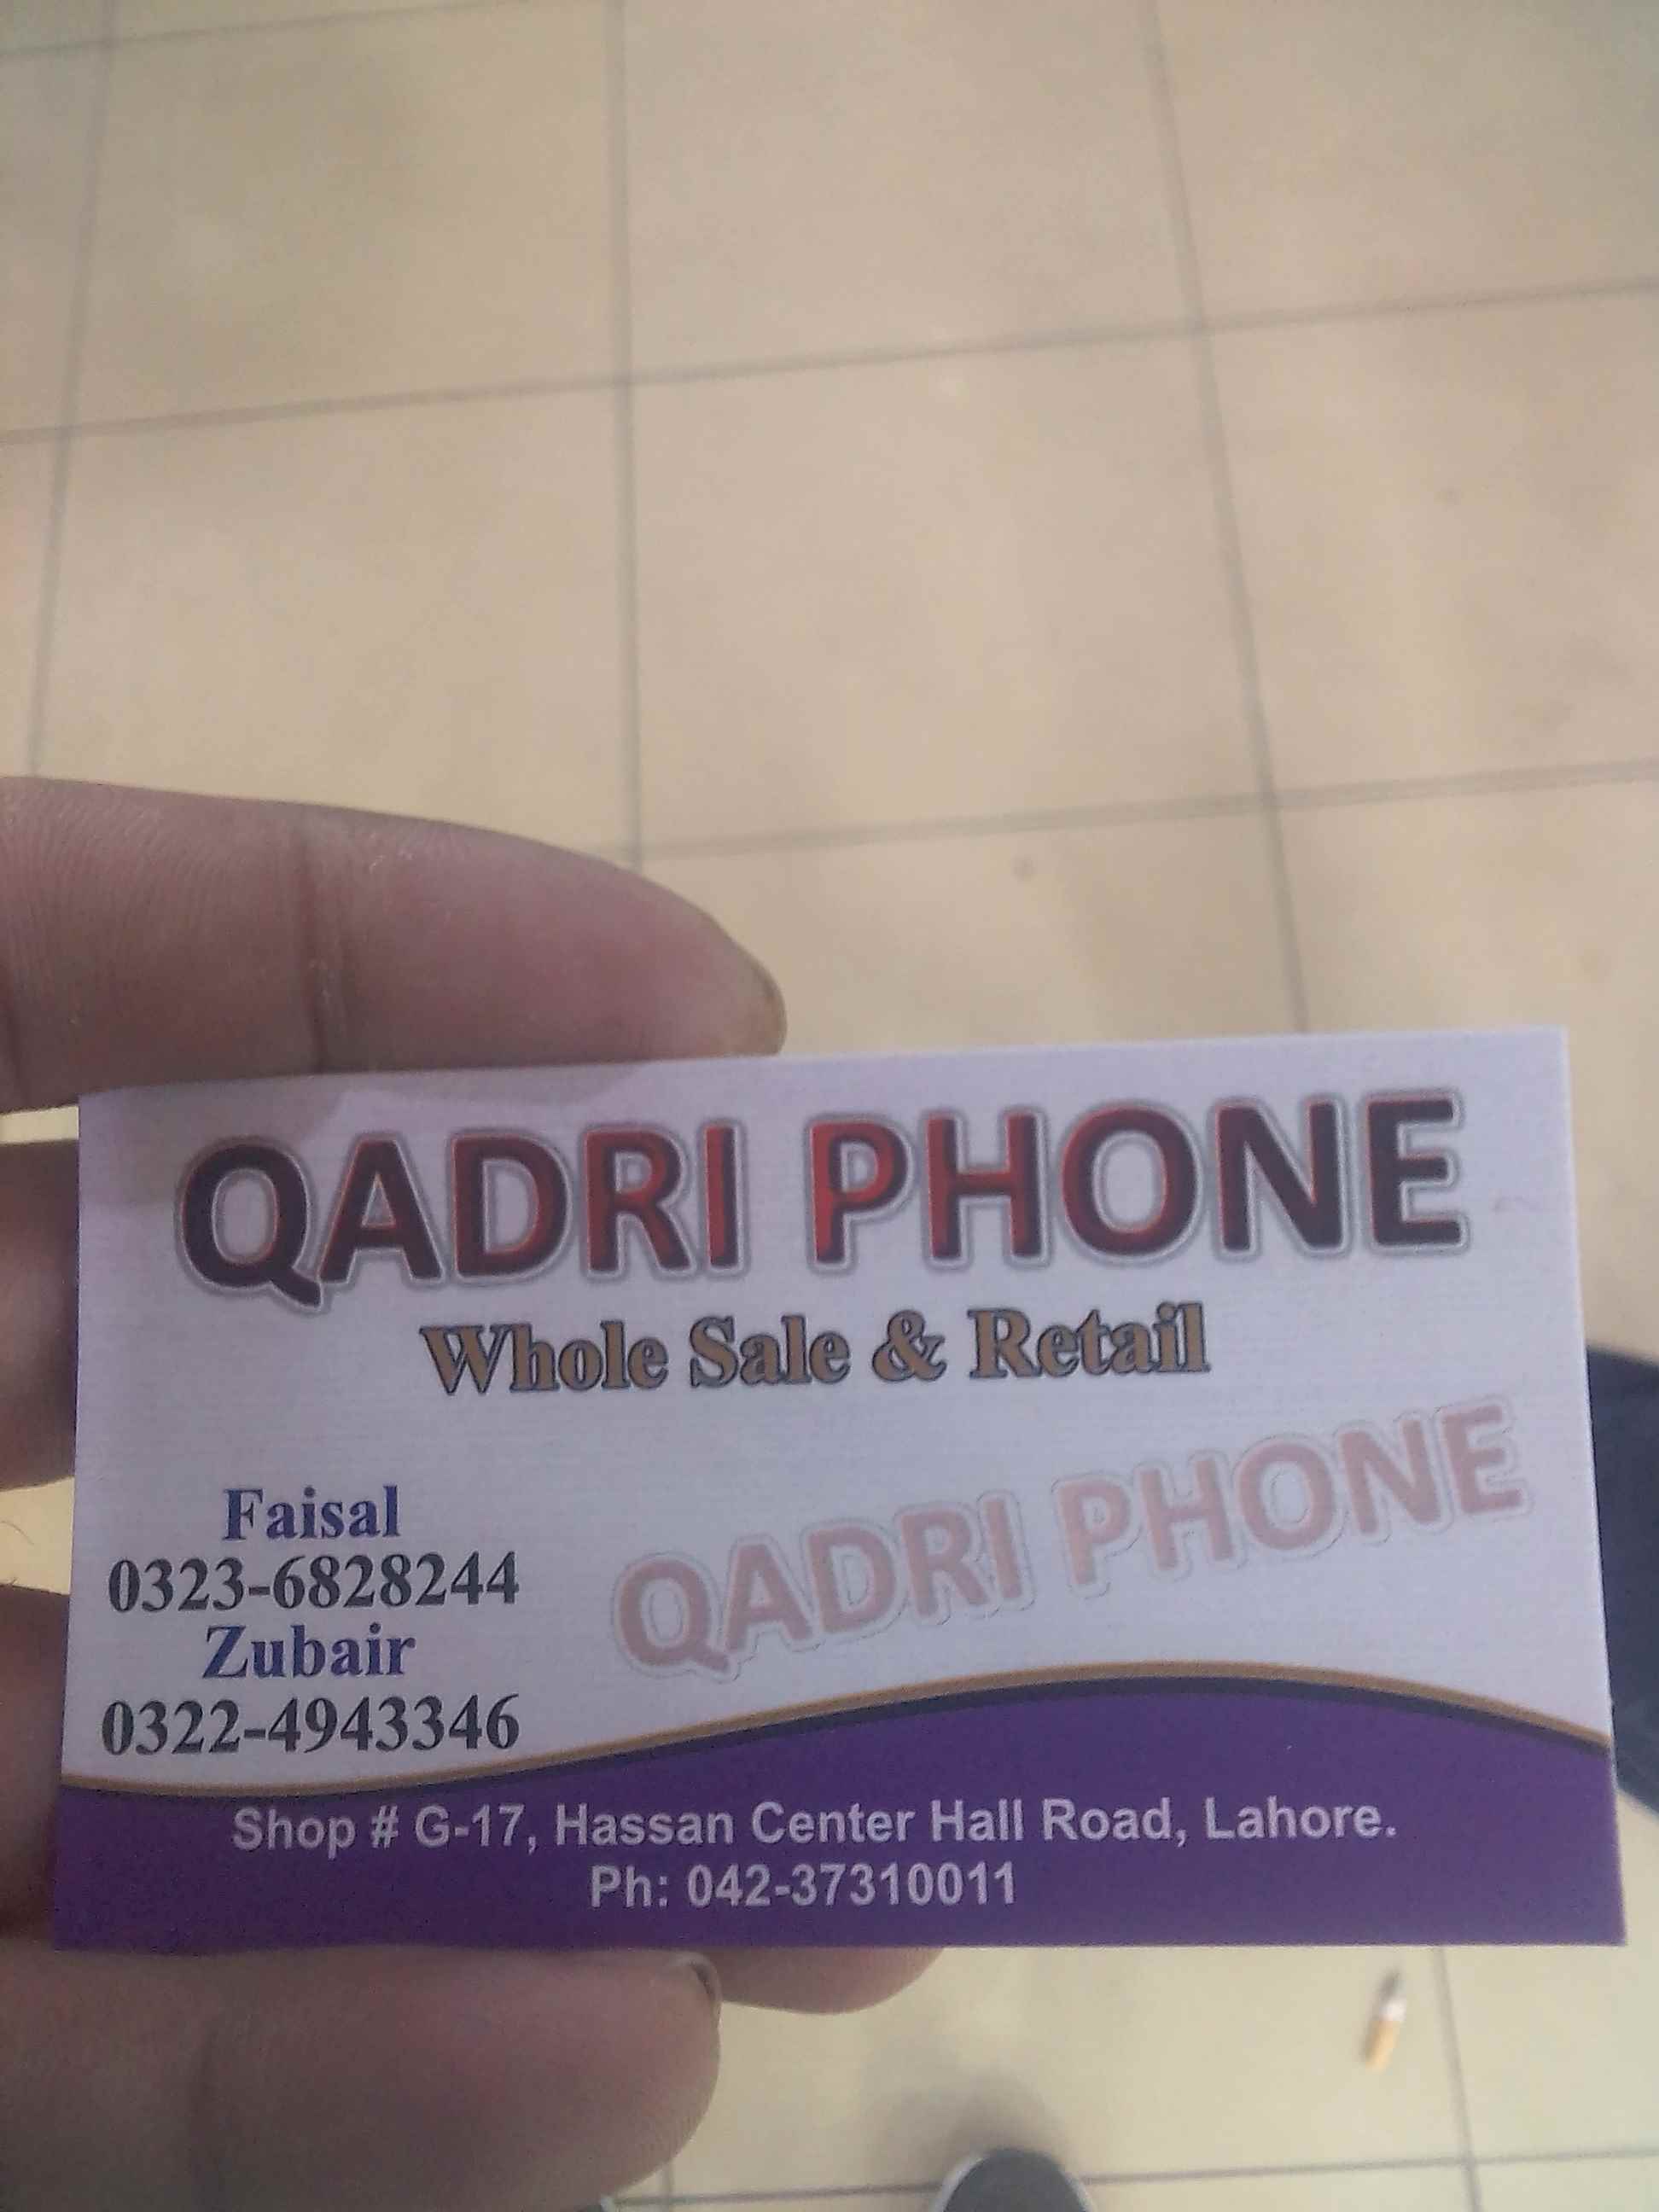 QADRI PHONE
Whole Sale & Retail
QADRI PHONE
Faisal
0323-6828244
Zubair
0322-4943346
Shop # G-17, Hassan Center Hall Road, Lahore.
Ph: 042-37310011